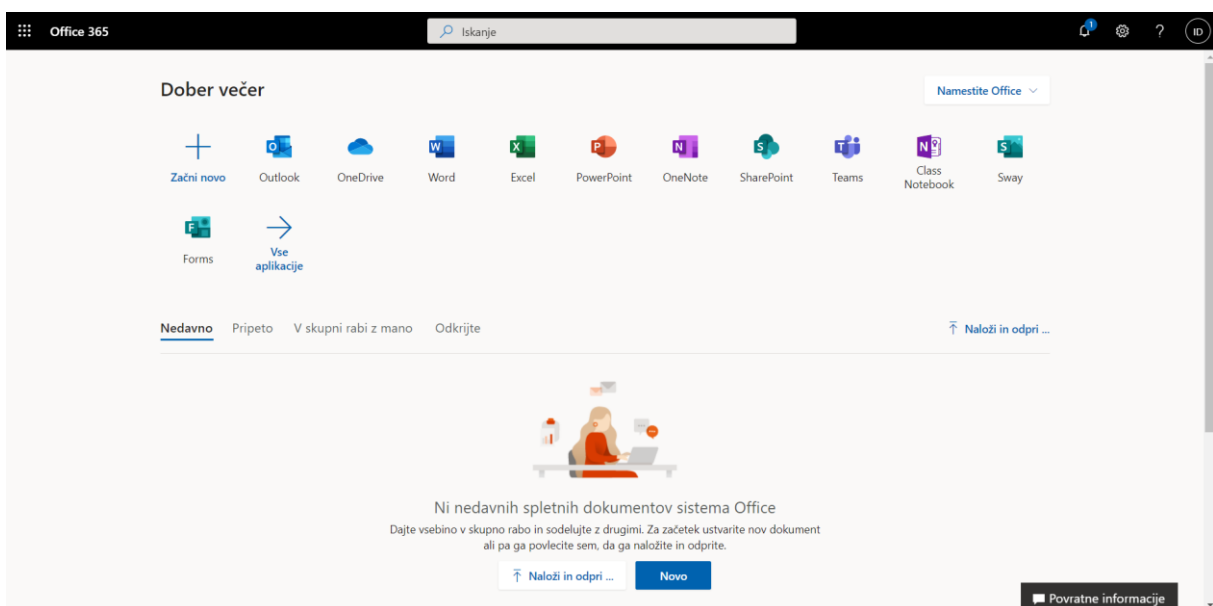 Office 365
Iskanje
1
?
ID
Dober večer
Namestite Office
Začni novo
Outlook
OneDrive
Word
Excel
PowerPoint
OneNote
SharePoint
Teams
Class
Notebook
Sway
Forms
Vse
aplikacije
Nedavno
Pripeto
V skupni rabi z mano
Odkrijte
Naloži in odpri ...
Ni nedavnih spletnih dokumentov sistema Office
Dajte vsebino v skupno rabo in sodelujte z drugimi. Za začetek ustvarite nov dokument
ali pa ga povlecite sem, da ga naložite in odprite.
Naloži in odpri ...
Novo
Povratne informacije